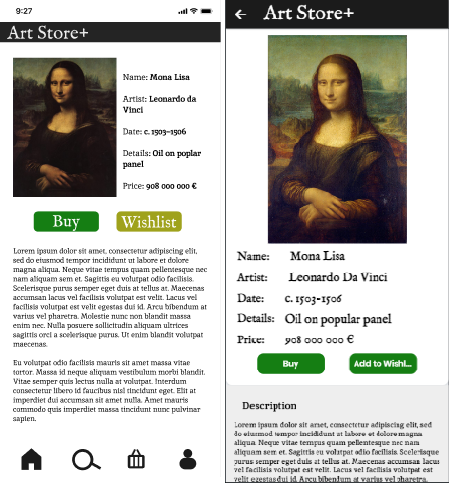 9:27
Art Store+
Name: Mona Lisa
Artist: Leonardo da
Vinci
Date: c. 1503–1506
Details: Oil on poplar
panel
Price: 908 000 000 €
Buy
Wishlist
Lorem ipsum dolor sit amet, consectetur adipiscing elit,
sed do eiusmod tempor incididunt ut labore et dolore
magna aliqua. Neque vitae tempus quam pellentesque nec
nam aliquam sem et. Sagittis eu volutpat odio facilisis.
Scelerisque purus semper eget duis at tellus at. Maecenas
accumsan lacus vel facilisis volutpat est velit. Lacus vel
facilisis volutpat est velit egestas dui id. Arcu bibendum at
varius vel pharetra. Molestie nunc non blandit massa
enim nec. Nulla posuere sollicitudin aliquam ultrices
sagittis orci a scelerisque purus. Ut enim blandit volutpat
maecenas.
Eu volutpat odio facilisis mauris sit amet massa vitae
tortor. Massa id neque aliquam vestibulum morbi blandit.
Vitae semper quis lectus nulla at volutpat. Interdum
consectetur libero id faucibus nisl tincidunt eget. Elit at
imperdiet dui accumsan sit amet nulla. Amet mauris
commodo quis imperdiet massa tincidunt nunc pulvinar
sapien.
Art Store+
Name: Mona Lisa
Artist: Leonardo Da Vinci
Date: c. 1503-1506
Details: Oil on popular panel
Price: 908 000 000 €
Buy
Add to Wishl...
Description
Lorem ipsum dolor sit amet, consectetur adipiscing elit, sed
do eiusmod tempor incididunt ut labore et dolore magna
aliqua. Neque vitae tempus quam pellentesque nec nam
aliquam sem et. Sagittis eu volutpat odio facilisis. Scelerisque
purus semper eget duis at tellus at. Maecenas accumsan lacus
vel facilisis volutpat est velit. Lacus vel facilisis volutpat est
velit egestas dui id. Arcu bibendum at varius vel pharetra.